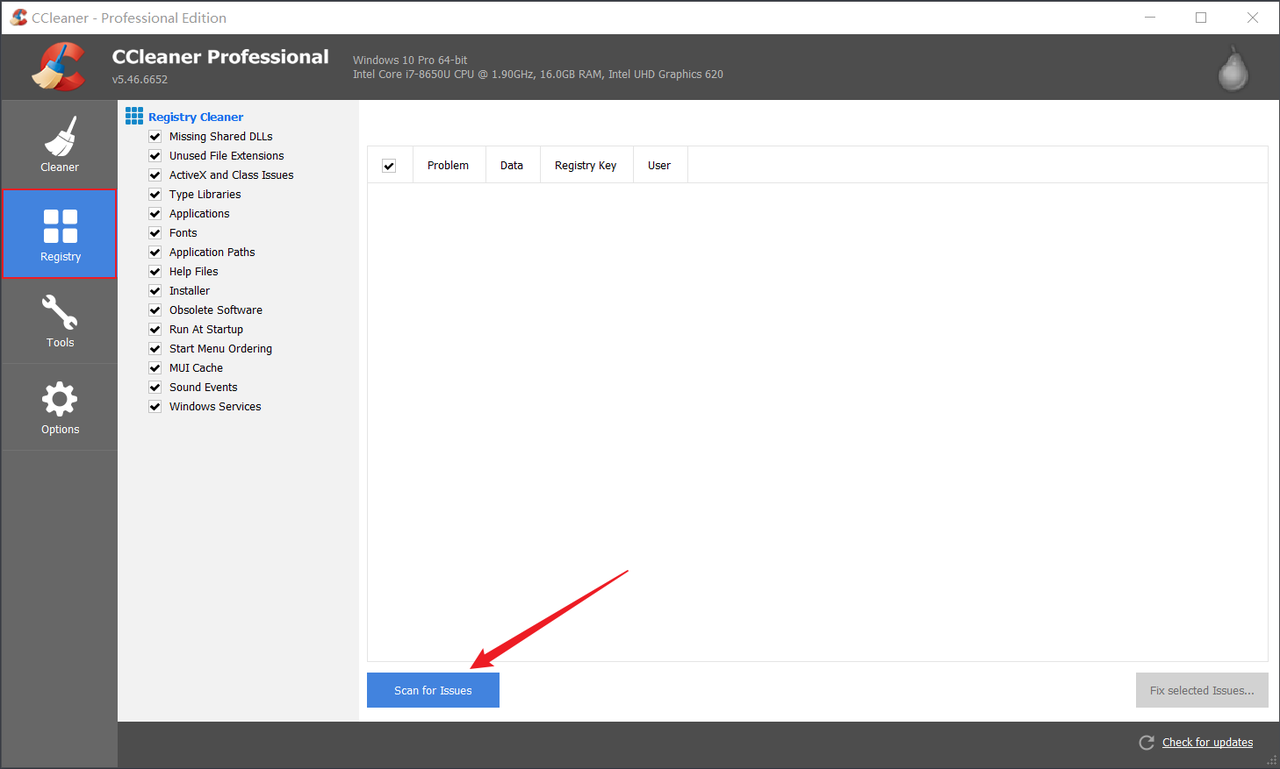 CCleaner - Professional Edition
CCleaner Professional
v5.46.6652
Windows 10 Pro 64-bit
Intel Core i7-8650U CPU @ 1.90GHz, 16.0GB RAM, Intel UHD Graphics 620
Cleaner
Registry
Tools
Options
Registry Cleaner
Missing Shared DLLs
Unused File Extensions
ActiveX and Class Issues
Type Libraries
Applications
Fonts
Application Paths
Help Files
Installer
Obsolete Software
Run At Startup
Start Menu Ordering
MUI Cache
Sound Events
Windows Services
Problem Data Registry Key User
Scan for Issues
Fix selected Issues...
Check for updates